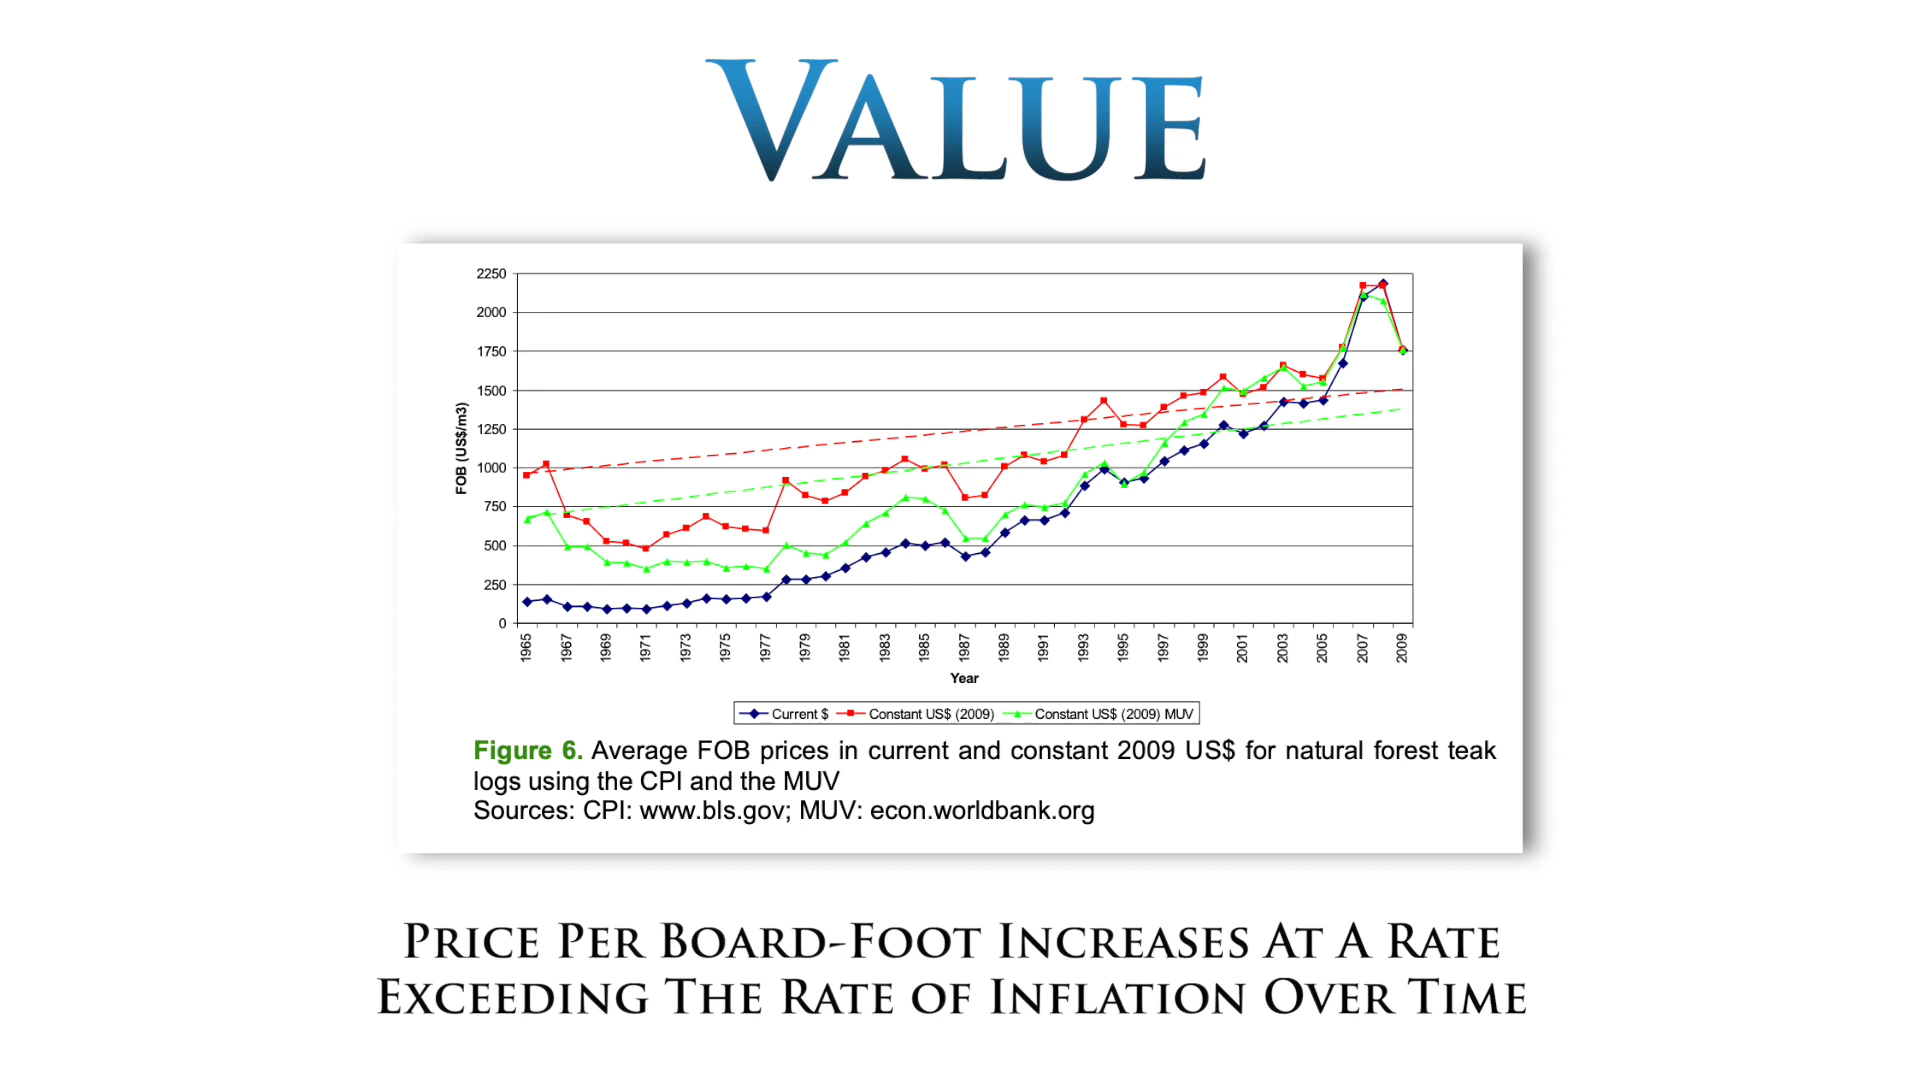 VALUE
2250
2000
1750
1500
1250
1000
750
500
250
0
FOB (US$/m3)
1965 1967 1969 1971 1973 1975 1977 1979 1981 1983 1985 1987 1989 1991 1993 1995 1997 1999 2001 2003 2005 2007 2009
Year
Current $ Constant US$ (2009) Constant US$ (2009) MUV
Figure 6. Average FOB prices in current and constant 2009 US$ for natural forest teak
logs using the CPI and the MUV
Sources: CPI: www.bls.gov; MUV: econ.worldbank.org
PRICE PER BOARD-FOOT INCREASES AT A RATE
EXCEEDING THE RATE OF INFLATION OVER TIME